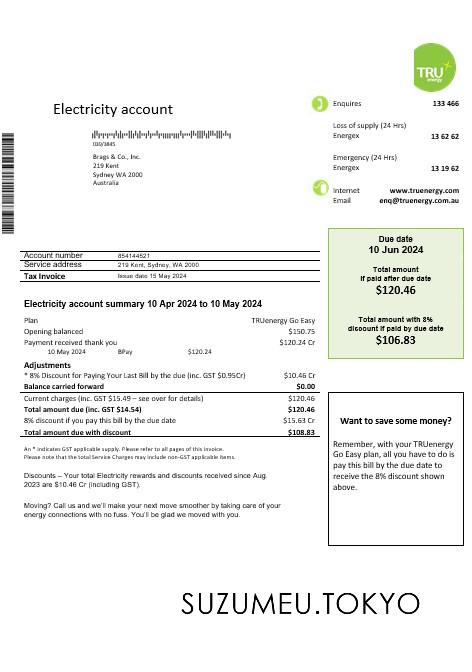 TRU
energy
Electricity account
Enquires 133 466
Loss of supply (24 Hrs)
Energex 13 62 62
Emergency (24 Hrs)
Energex 13 19 62
Internet www.truenergy.com
Email enq@truenergy.com.au
030/3845
Brags & Co., Inc.
219 Kent
Sydney WA 2000
Australia
Due date
10 Jun 2024
Total amount
if paid after due date
$120.46
Total amount with 8%
discount if paid by due date
$106.83
Account number 854144521
Service address 219 Kent, Sydney, WA 2000
Tax Invoice Issue date 15 May 2024
Electricity account summary 10 Apr 2024 to 10 May 2024
Plan TRUenergy Go Easy
Opening balanced $150.75
Payment received thank you $120.24 Cr
10 May 2024 BPay $120.24
Adjustments
* 8% Discount for Paying Your Last Bill by the due (inc. GST $0.95Cr) $10.46 Cr
Balance carried forward $0.00
Current charges (inc. GST $15.49 – see over for details) $120.46
Total amount due (inc. GST $14.54) $120.46
8% discount if you pay this bill by the due date $15.63 Cr
Total amount due with discount $108.83
An * indicates GST applicable supply. Please refer to all pages of this invoice.
Please note that the total Service Charges may include non-GST applicable items.
Discounts – Your total Electricity rewards and discounts received since Aug.
2023 are $10.46 Cr (including GST).
Moving? Call us and we'll make your next move smoother by taking care of your
energy connections with no fuss. You'll be glad we moved with you.
Want to save some money?
Remember, with your TRUenergy
Go Easy plan, all you have to do is
pay this bill by the due date to
receive the 8% discount shown
above.
SUZUMEU.TOKYO